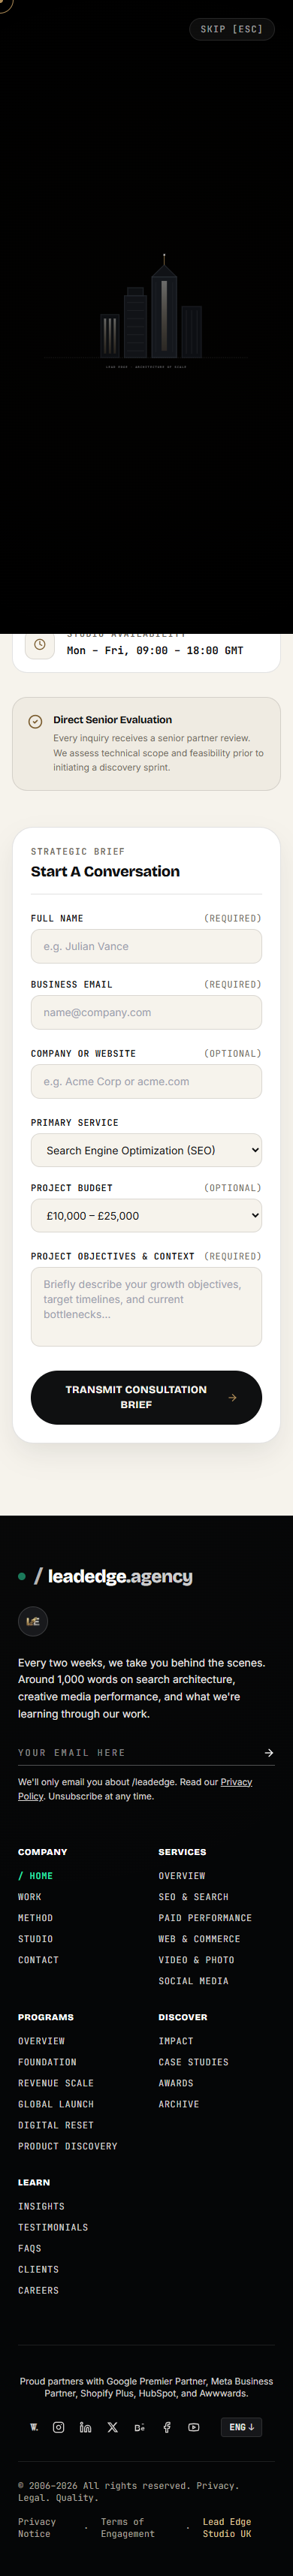 SKIP [ESC]
LEAD EDGE · ARCHITECTURE OF SCALE
STUDIO AVAILABILITY
Mon – Fri, 09:00 – 18:00 GMT
Direct Senior Evaluation
Every inquiry receives a senior partner review.
We assess technical scope and feasibility prior to
initiating a discovery sprint.
STRATEGIC BRIEF
Start A Conversation
FULL NAME (REQUIRED)
e.g. Julian Vance
BUSINESS EMAIL (REQUIRED)
name@company.com
COMPANY OR WEBSITE (OPTIONAL)
e.g. Acme Corp or acme.com
PRIMARY SERVICE
Search Engine Optimization (SEO)
PROJECT BUDGET (OPTIONAL)
£10,000 – £25,000
PROJECT OBJECTIVES & CONTEXT (REQUIRED)
Briefly describe your growth objectives,
target timelines, and current
bottlenecks...
TRANSMIT CONSULTATION
BRIEF
/ leadedge.agency
LE
Every two weeks, we take you behind the scenes.
Around 1,000 words on search architecture,
creative media performance, and what we're
learning through our work.
YOUR EMAIL HERE
We'll only email you about /leadedge. Read our Privacy
Policy. Unsubscribe at any time.
COMPANY
/ HOME
WORK
METHOD
STUDIO
CONTACT
SERVICES
OVERVIEW
SEO & SEARCH
PAID PERFORMANCE
WEB & COMMERCE
VIDEO & PHOTO
SOCIAL MEDIA
PROGRAMS
OVERVIEW
FOUNDATION
REVENUE SCALE
GLOBAL LAUNCH
DIGITAL RESET
PRODUCT DISCOVERY
DISCOVER
IMPACT
CASE STUDIES
AWARDS
ARCHIVE
LEARN
INSIGHTS
TESTIMONIALS
FAQS
CLIENTS
CAREERS
Proud partners with Google Premier Partner, Meta Business
Partner, Shopify Plus, HubSpot, and Awwwards.
W. ENG ↓
© 2006–2026 All rights reserved. Privacy.
Legal. Quality.
Privacy
Notice
·
Terms of
Engagement
·
Lead Edge
Studio UK